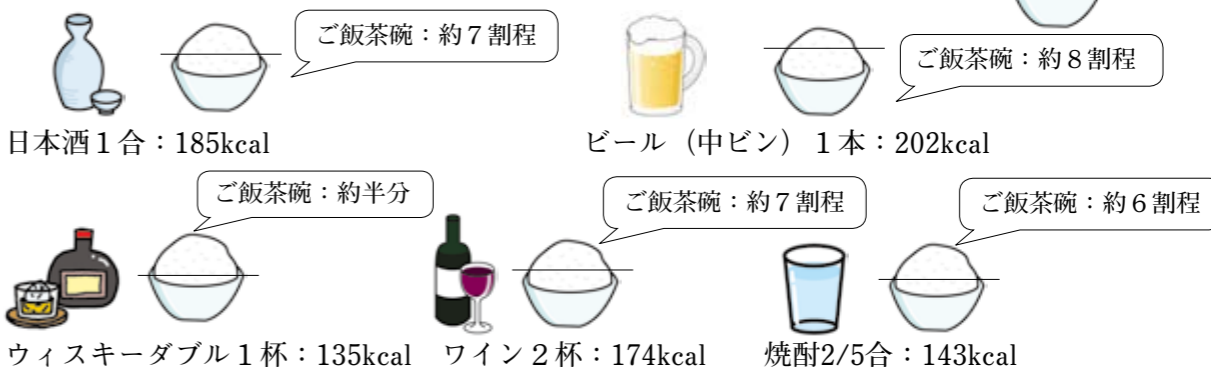 ご飯茶碗：約７割程
ご飯茶碗：約８割程
日本酒１合：185kcal
ビール（中ビン）１本：202kcal
ご飯茶碗：約半分
ご飯茶碗：約７割程
ご飯茶碗：約６割程
ウィスキーダブル１杯：135kcal
ワイン２杯：174kcal
焼酎2/5合：143kcal